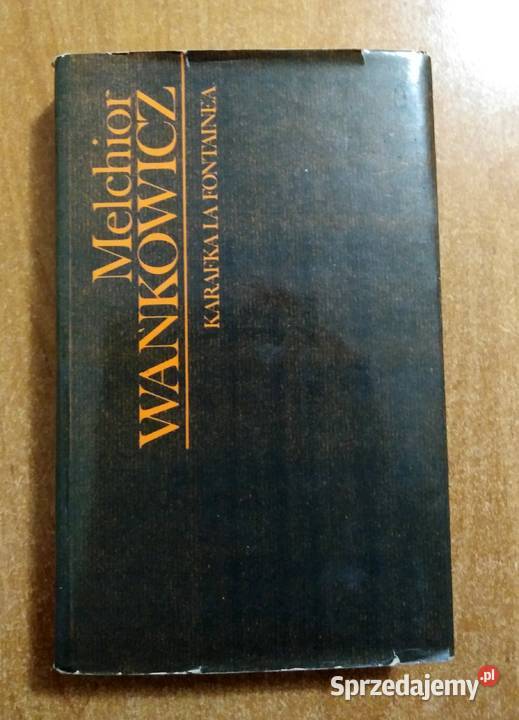 Melchior
WAŃKOWICZ
KARAFKA LA FONTAINE'A
Sprzedajemy.pl